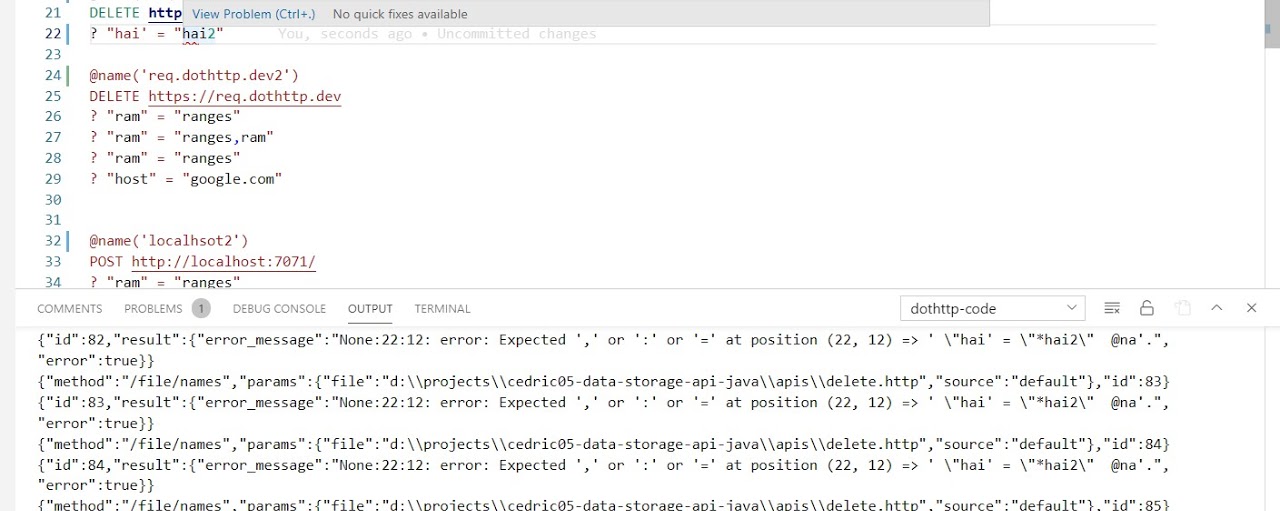 21 DELETE http
View Problem (Ctrl+.) No quick fixes available
22 ? "hai' = "hai2" You, seconds ago • Uncommitted changes
23
24 @name('req.dothttp.dev2')
25 DELETE https://req.dothttp.dev
26 ? "ram" = "ranges"
27 ? "ram" = "ranges,ram"
28 ? "ram" = "ranges"
29 ? "host" = "google.com"
30
31
32 @name('localhsot2')
33 POST http://localhost:7071/
34 ? "ram" = "ranges"
COMMENTS PROBLEMS 1 DEBUG CONSOLE OUTPUT TERMINAL dothttp-code
{"id":82,"result":{"error_message":"None:22:12: error: Expected ',' or ':' or '=' at position (22, 12) => ' \"hai' = \"*hai2\"  @na'.",
"error":true}}
{"method":"/file/names","params":{"file":"d:\\projects\\cedric05-data-storage-api-java\\apis\\delete.http","source":"default"},"id":83}
{"id":83,"result":{"error_message":"None:22:12: error: Expected ',' or ':' or '=' at position (22, 12) => ' \"hai' = \"*hai2\"  @na'.",
"error":true}}
{"method":"/file/names","params":{"file":"d:\\projects\\cedric05-data-storage-api-java\\apis\\delete.http","source":"default"},"id":84}
{"id":84,"result":{"error_message":"None:22:12: error: Expected ',' or ':' or '=' at position (22, 12) => ' \"hai' = \"*hai2\"  @na'.",
"error":true}}
{"method":"/file/names","params":{"file":"d:\\projects\\cedric05-data-storage-api-java\\apis\\delete.http","source":"default"},"id":85}